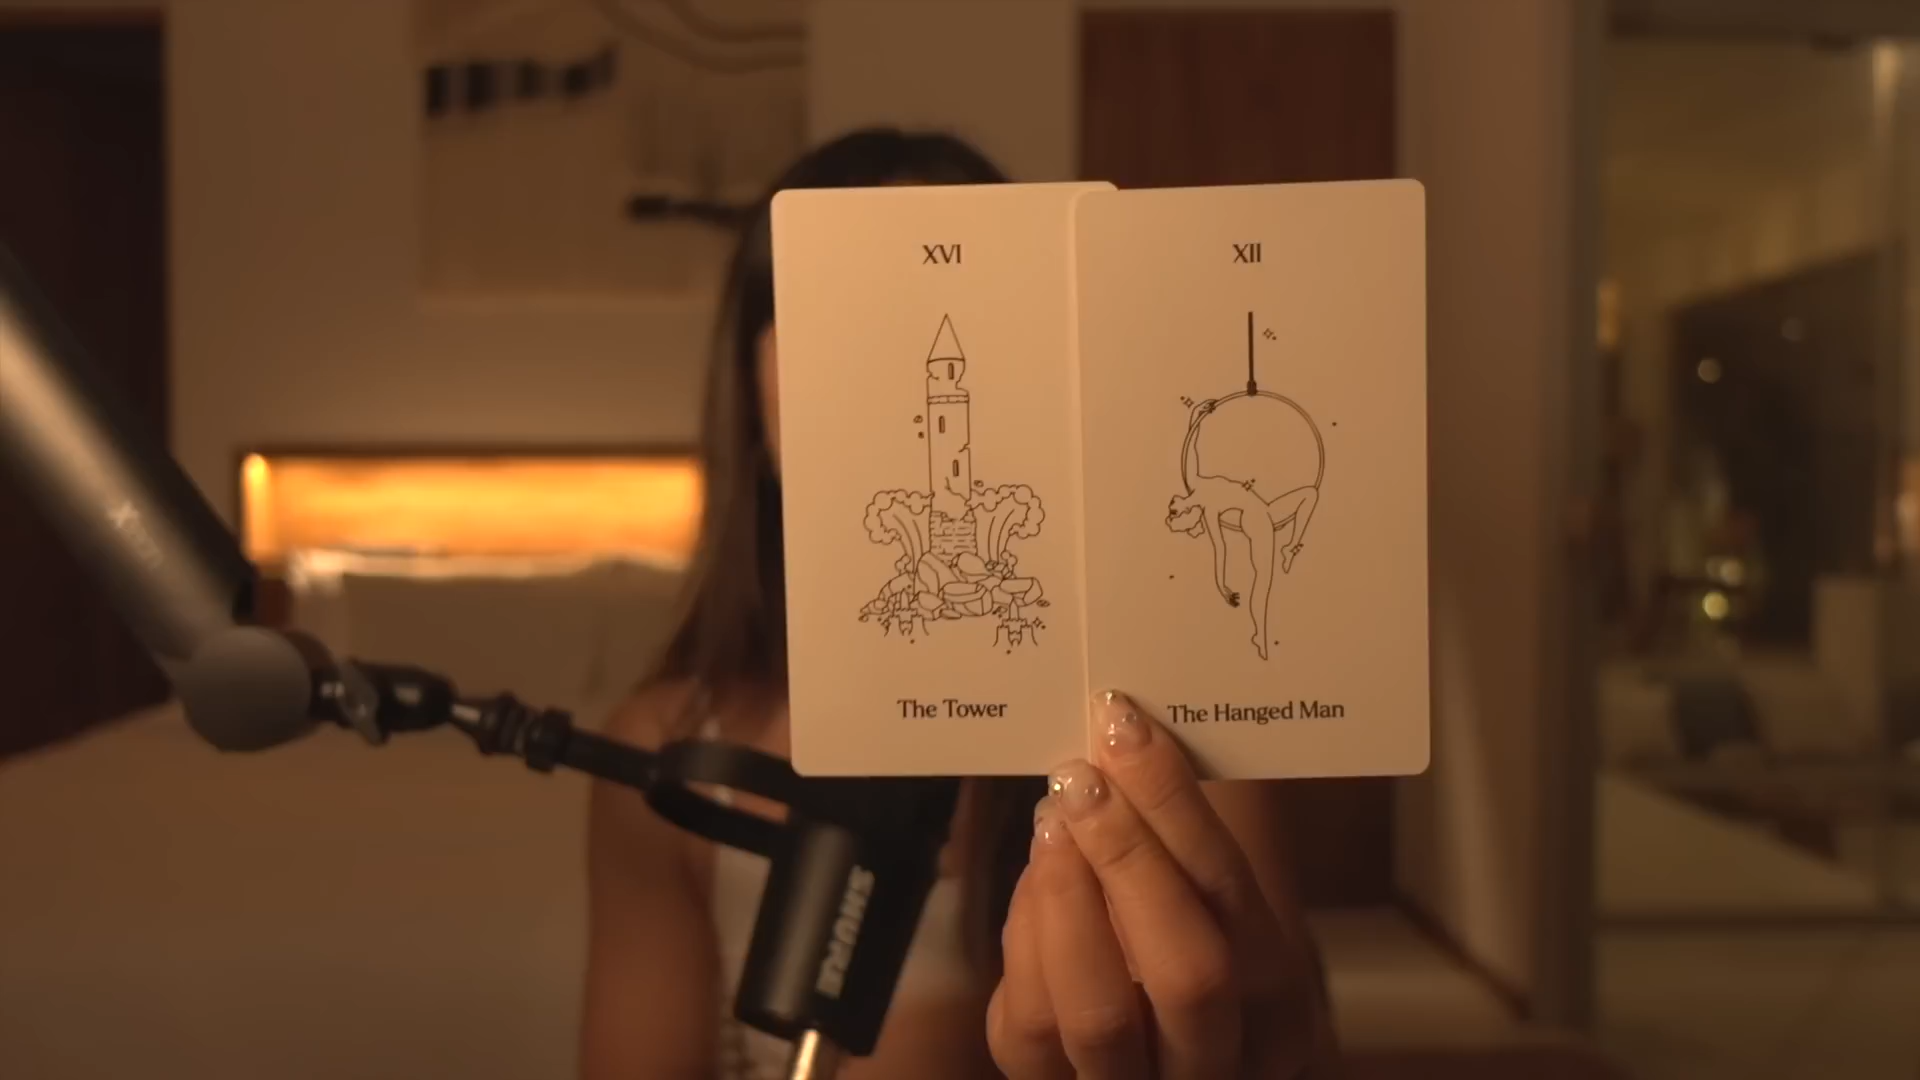 XVI
The Tower
XII
The Hanged Man
SHURE